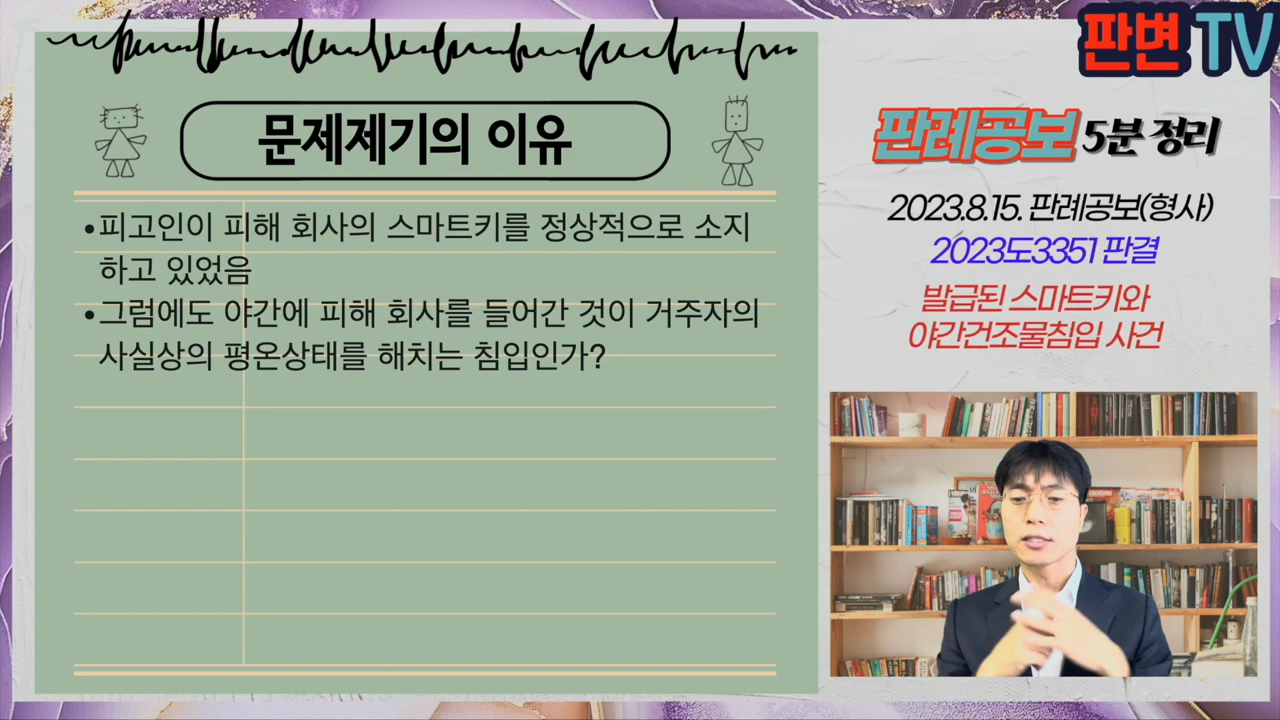 판변 TV
문제제기의 이유
•피고인이 피해 회사의 스마트키를 정상적으로 소지
하고 있었음
•그럼에도 야간에 피해 회사를 들어간 것이 거주자의
사실상의 평온상태를 해치는 침입인가?
판례공보 5분 정리
2023.8.15. 판례공보(형사)
2023도3351 판결
발급된 스마트키와
야간건조물침입 사건